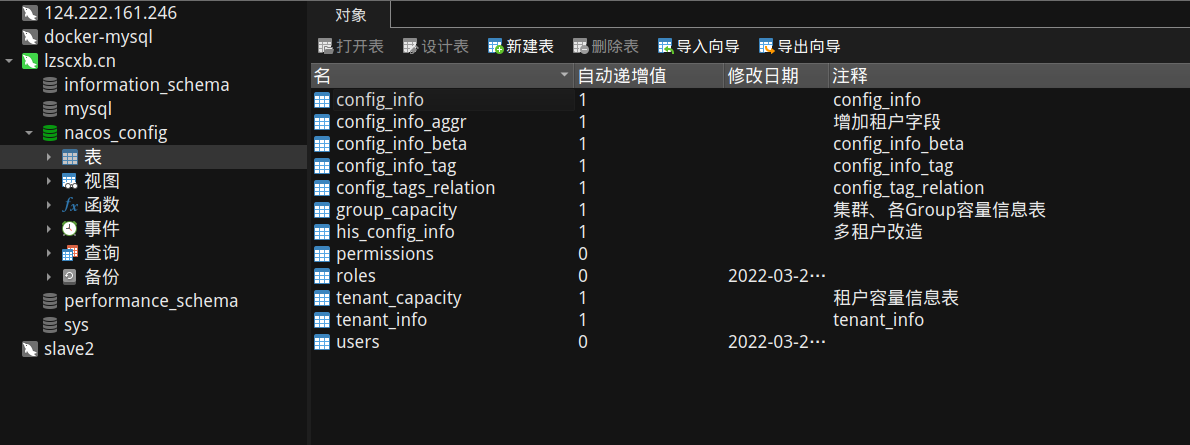 124.222.161.246
docker-mysql
lzscxb.cn
information_schema
mysql
nacos_config
表
视图
函数
事件
查询
备份
performance_schema
sys
slave2
对象
打开表 设计表 新建表 删除表 导入向导 导出向导
名 自动递增值 修改日期 注释
config_info 1 config_info
config_info_aggr 1 增加租户字段
config_info_beta 1 config_info_beta
config_info_tag 1 config_info_tag
config_tags_relation 1 config_tag_relation
group_capacity 1 集群、各Group容量信息表
his_config_info 1 多租户改造
permissions 0
roles 0 2022-03-2…
tenant_capacity 1 租户容量信息表
tenant_info 1 tenant_info
users 0 2022-03-2…